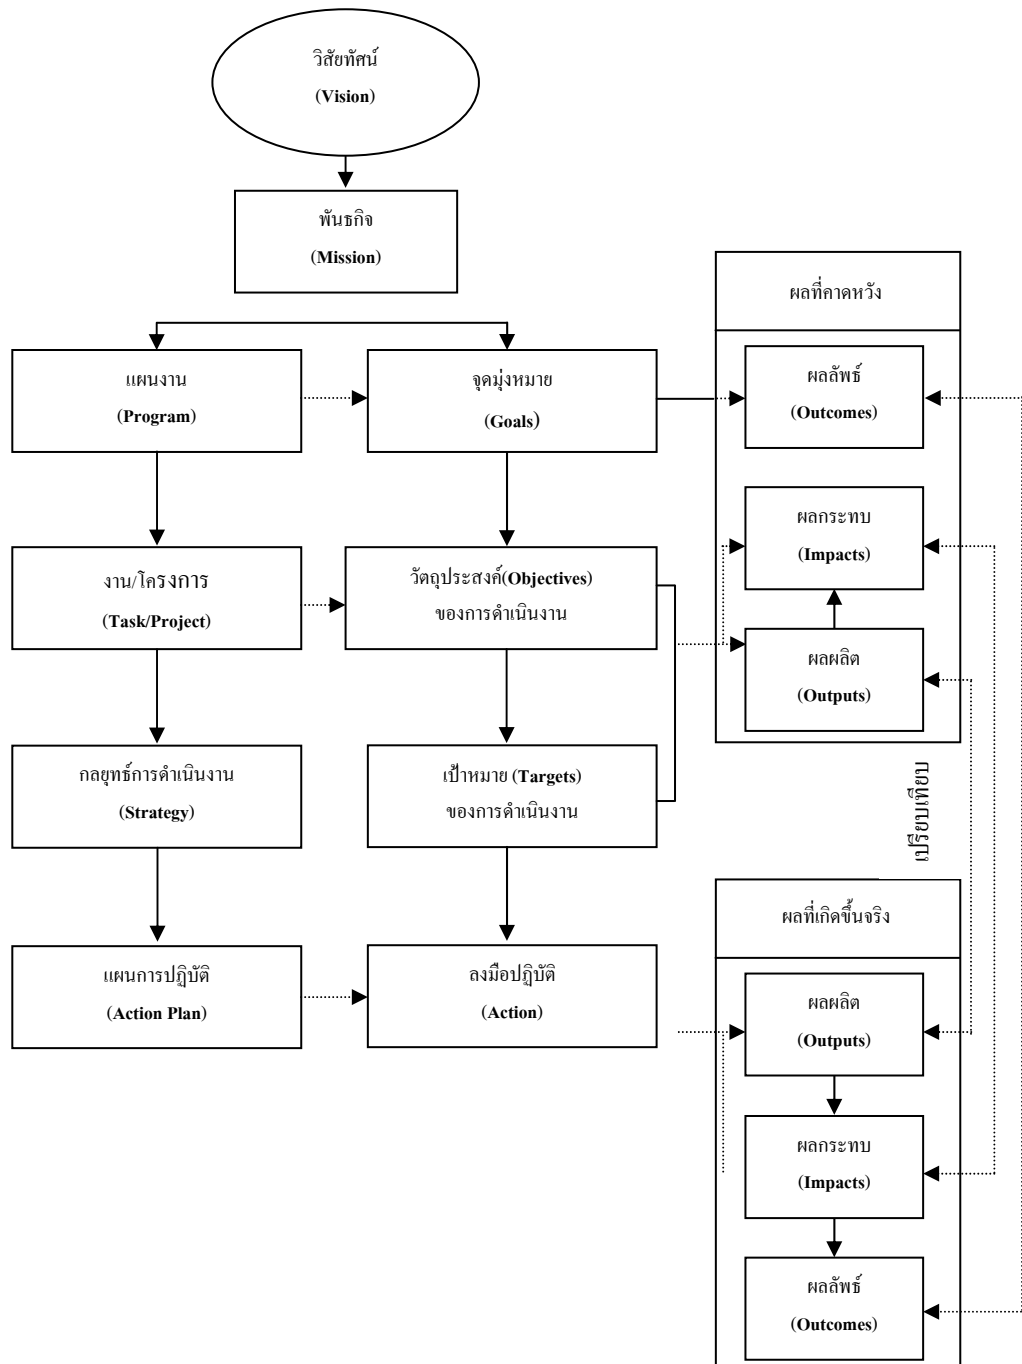 วิสัยทัศน์
(Vision)
พันธกิจ
(Mission)
แผนงาน
(Program)
จุดมุ่งหมาย
(Goals)
งาน/โครงการ
(Task/Project)
วัตถุประสงค์(Objectives)
ของการดำเนินงาน
กลยุทธ์การดำเนินงาน
(Strategy)
เป้าหมาย (Targets)
ของการดำเนินงาน
แผนการปฏิบัติ
(Action Plan)
ลงมือปฏิบัติ
(Action)
ผลที่คาดหวัง
ผลลัพธ์
(Outcomes)
ผลกระทบ
(Impacts)
ผลผลิต
(Outputs)
เปรียบเทียบ
ผลที่เกิดขึ้นจริง
ผลผลิต
(Outputs)
ผลกระทบ
(Impacts)
ผลลัพธ์
(Outcomes)